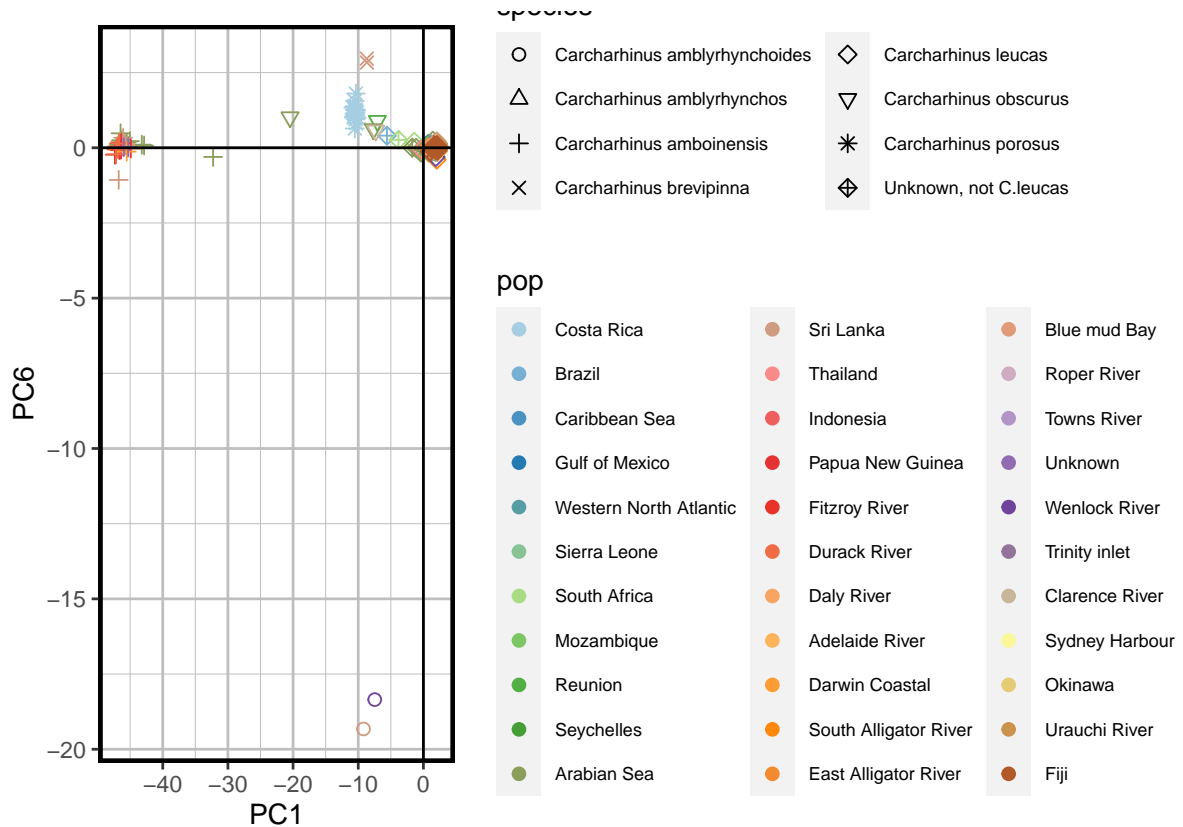 species
Carcharhinus amblyrhynchoides
Carcharhinus leucas
Carcharhinus amblyrhynchos
Carcharhinus obscurus
Carcharhinus amboinensis
Carcharhinus porosus
Carcharhinus brevipinna
Unknown, not C.leucas
pop
Costa Rica
Sri Lanka
Blue mud Bay
Brazil
Thailand
Roper River
Caribbean Sea
Indonesia
Towns River
Gulf of Mexico
Papua New Guinea
Unknown
Western North Atlantic
Fitzroy River
Wenlock River
Sierra Leone
Durack River
Trinity inlet
South Africa
Daly River
Clarence River
Mozambique
Adelaide River
Sydney Harbour
Reunion
Darwin Coastal
Okinawa
Seychelles
South Alligator River
Urauchi River
Arabian Sea
East Alligator River
Fiji
PC6
0
−5
−10
−15
−20
−40
−30
−20
−10
0
PC1